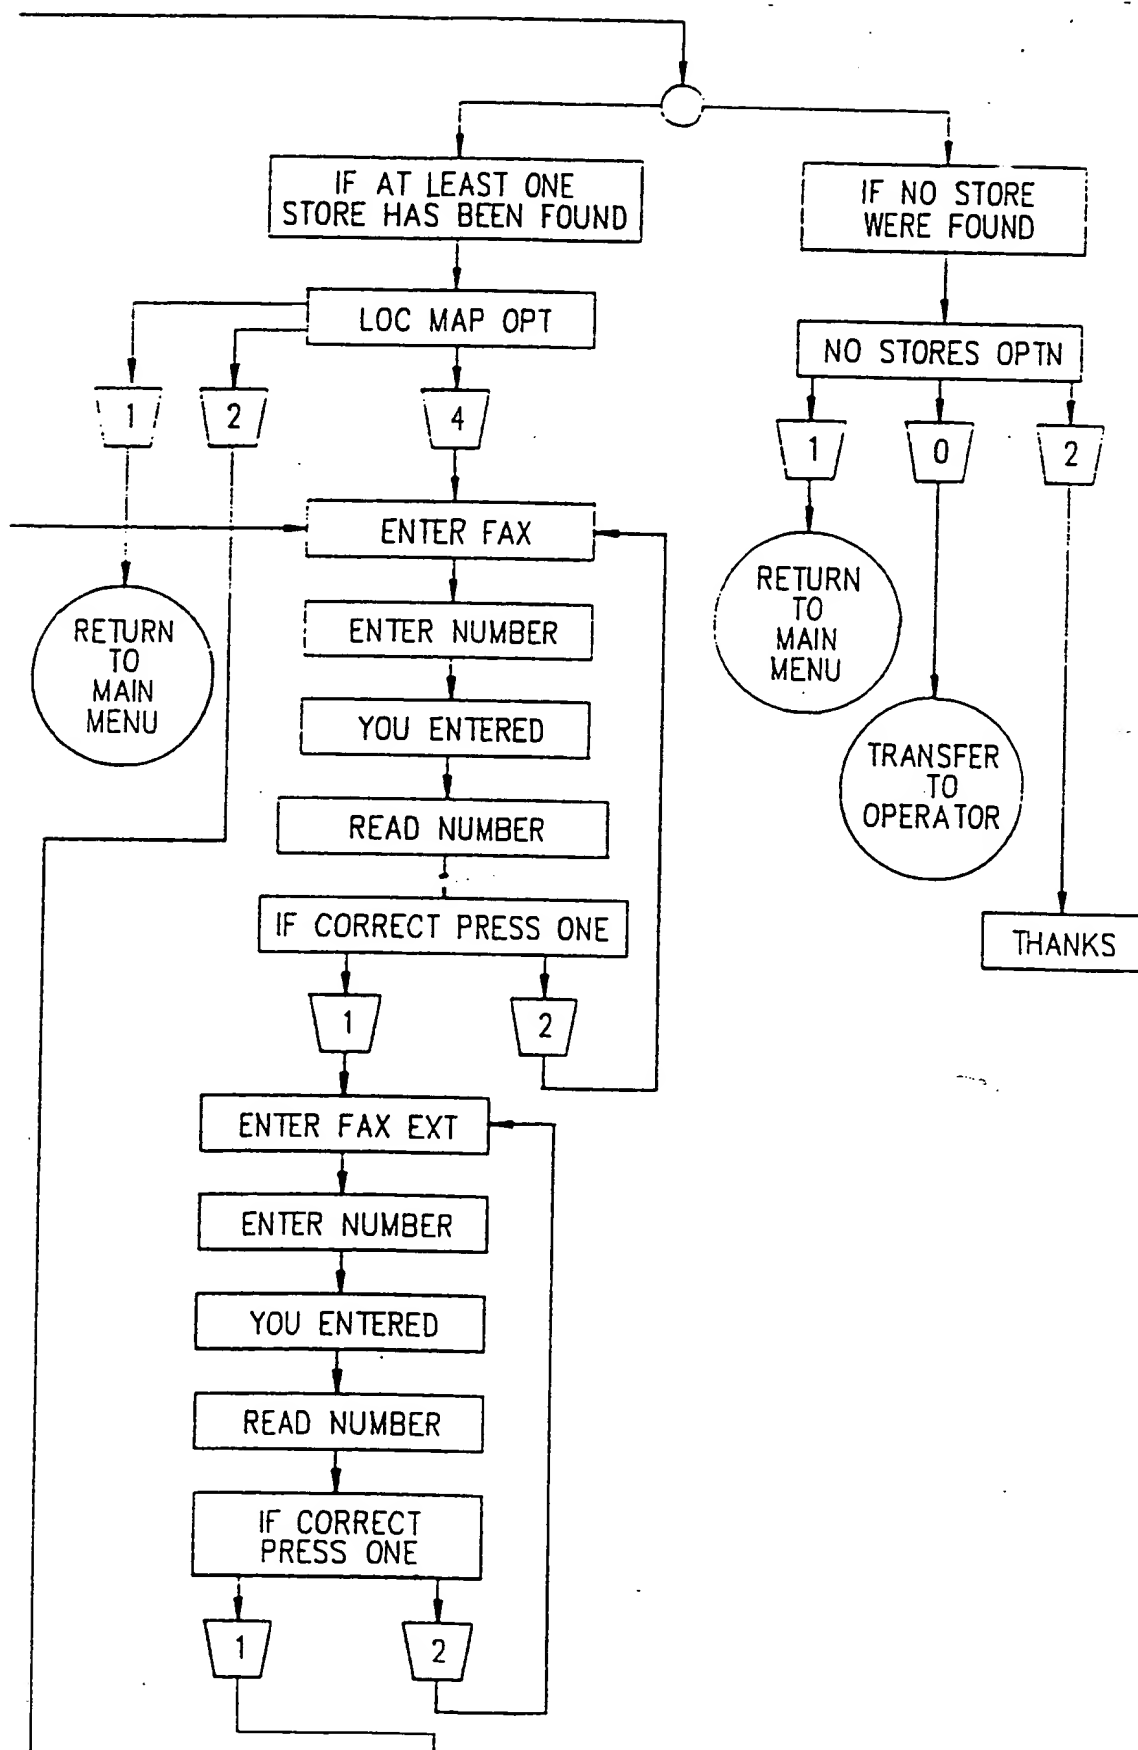 IF AT LEAST ONE
STORE HAS BEEN FOUND
IF NO STORE
WERE FOUND
LOC MAP OPT
NO STORES OPTN
1
2
4
1
0
2
ENTER FAX
RETURN
TO
MAIN
MENU
RETURN
TO
MAIN
MENU
ENTER NUMBER
YOU ENTERED
TRANSFER
TO
OPERATOR
READ NUMBER
IF CORRECT PRESS ONE
THANKS
1
2
ENTER FAX EXT
ENTER NUMBER
YOU ENTERED
READ NUMBER
IF CORRECT
PRESS ONE
1
2